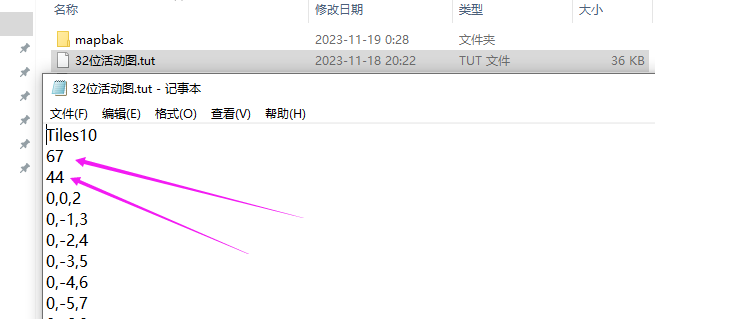 名称 修改日期 类型 大小
mapbak 2023-11-19 0:28 文件夹
32位活动图.tut 2023-11-18 20:22 TUT 文件 36 KB
32位活动图.tut - 记事本
文件(F) 编辑(E) 格式(O) 查看(V) 帮助(H)
Tiles10
67
44
0,0,2
0,-1,3
0,-2,4
0,-3,5
0,-4,6
0,-5,7